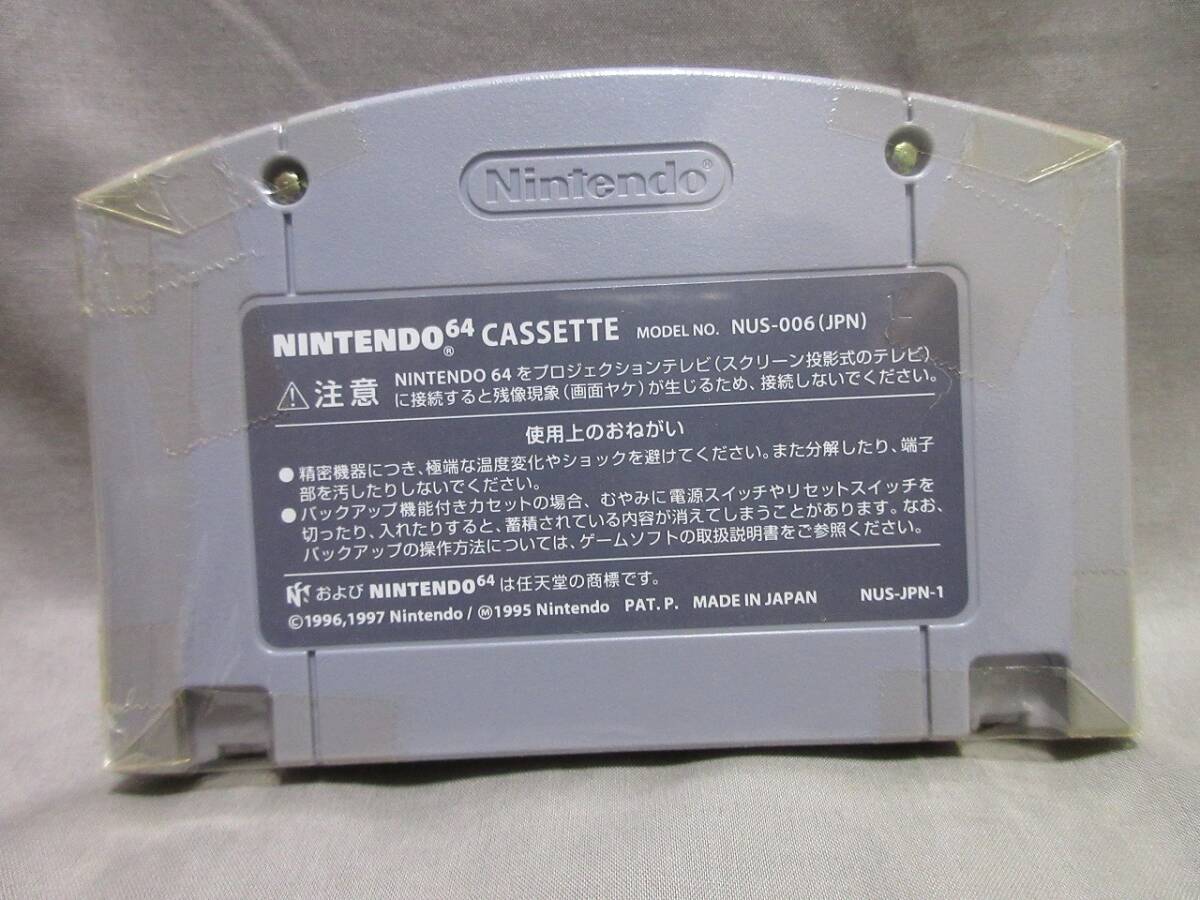 Nintendo®
NINTENDO64® CASSETTE MODEL NO. NUS-006(JPN)
注意 NINTENDO 64 をプロジェクションテレビ(スクリーン投影式のテレビ)
に接続すると残像現象(画面ヤケ)が生じるため、接続しないでください。
使用上のおねがい
●精密機器につき、極端な温度変化やショックを避けてください。また分解したり、端子
部を汚したりしないでください。
●バックアップ機能付きカセットの場合、むやみに電源スイッチやリセットスイッチを
切ったり、入れたりすると、蓄積されている内容が消えてしまうことがあります。なお、
バックアップの操作方法については、ゲームソフトの取扱説明書をご参照ください。
および NINTENDO64 は任天堂の商標です。
©1996,1997 Nintendo / Ⓜ1995 Nintendo PAT. P. MADE IN JAPAN NUS-JPN-1